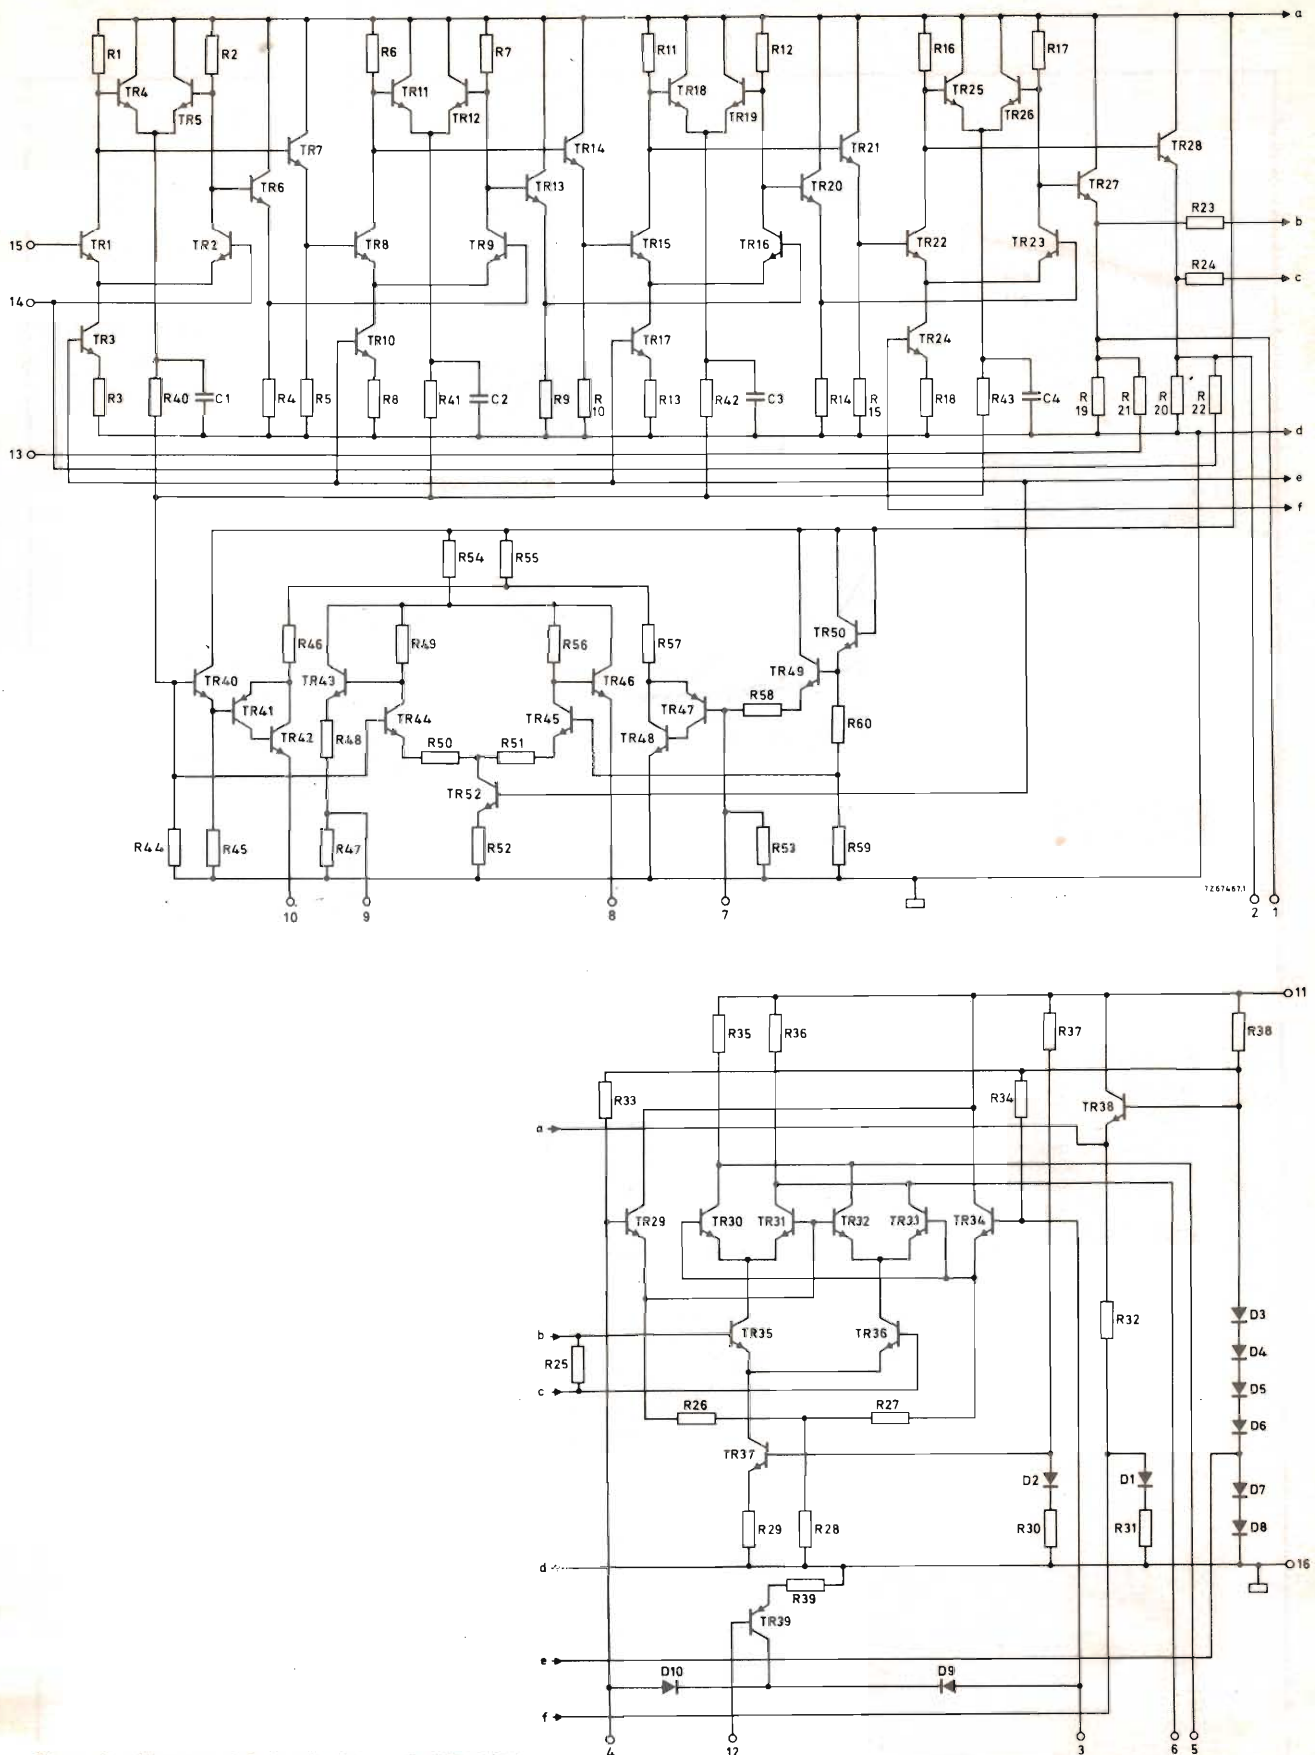 a
R1 R2 R6 R7 R11 R12 R16 R17
TR4 TR5 TR11 TR12 TR18 TR19 TR25 TR26
TR7 TR14 TR21 TR28
TR6 TR13 TR20 TR27
R23 b
15 TR1 TR2 TR8 TR9 TR15 TR16 TR22 TR23
R24 c
14
TR3 TR10 TR17 TR24
R3 R40 C1 R4 R5 R8 R41 C2 R9 R10 R13 R42 C3 R14 R15 R18 R43 C4 R19 R21 R20 R22
d
13
e
f
R54 R55
R46 R49 R56 R57 TR50
TR40 TR43 TR46 TR49
TR41 TR44 TR45 TR47 R58
TR42 R48 R50 R51 TR48 R60
TR52
R44 R45 R47 R52 R53 R59
7Z67467.1
10 9 8 7 2 1
11
R35 R36 R37 R38
R33 R34 TR38
a
TR29 TR30 TR31 TR32 TR33 TR34
R32 D3
b TR35 TR36
D4
R25
c D5
R26 R27 D6
TR37
D2 D1 D7
R29 R28 R30 R31 D8
d 16
R39
TR39
e
D10 D9
f
4 12 3 6 5